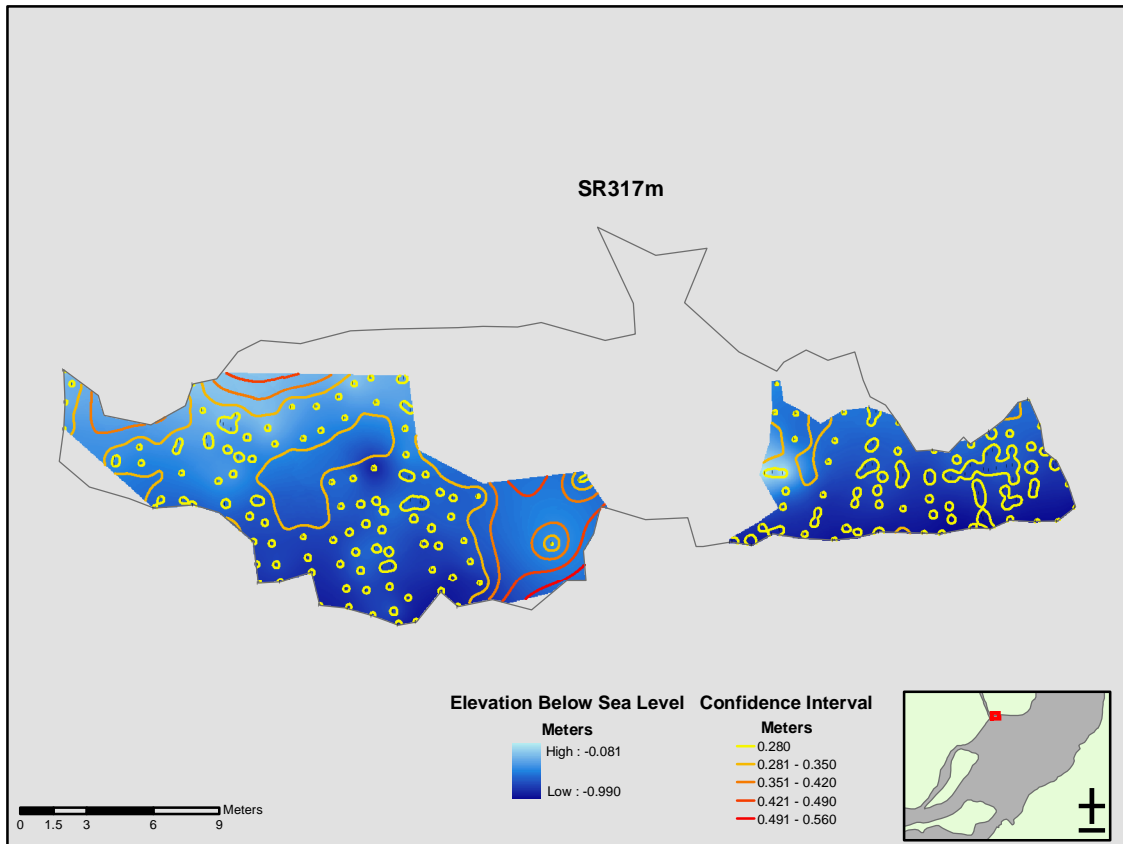 SR317m
Elevation Below Sea Level
Meters
High : -0.081
Low : -0.990
Confidence Interval
Meters
0.280
0.281 - 0.350
0.351 - 0.420
0.421 - 0.490
0.491 - 0.560
Meters
0 1.5 3 6 9